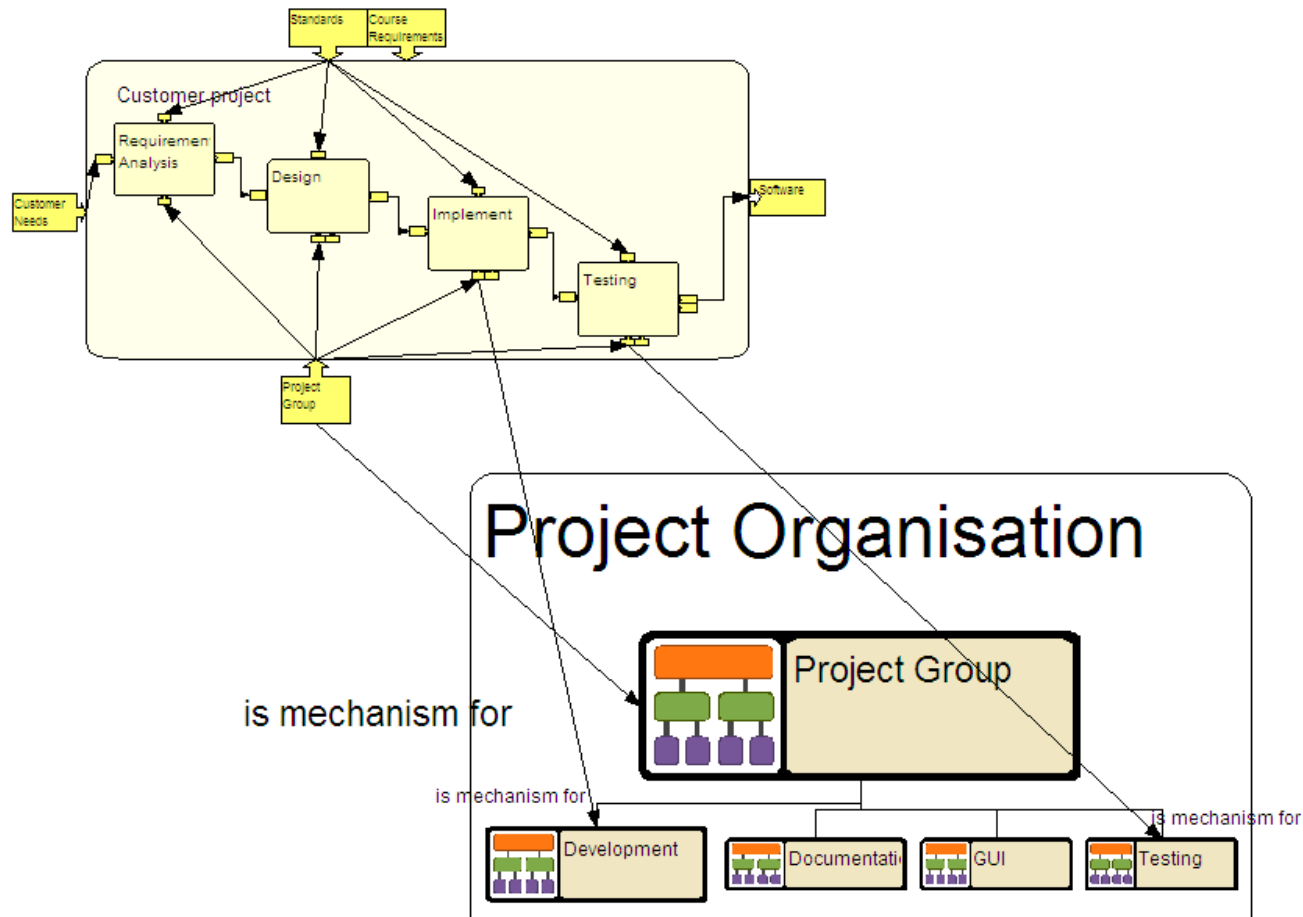 Standards
Course
Requirements
Customer project
Requirement
Analysis
Design
Implement
Testing
Customer
Needs
Software
Project
Group
Project Organisation
Project Group
is mechanism for
is mechanism for
is mechanism for
Development
Documentati
GUI
Testing